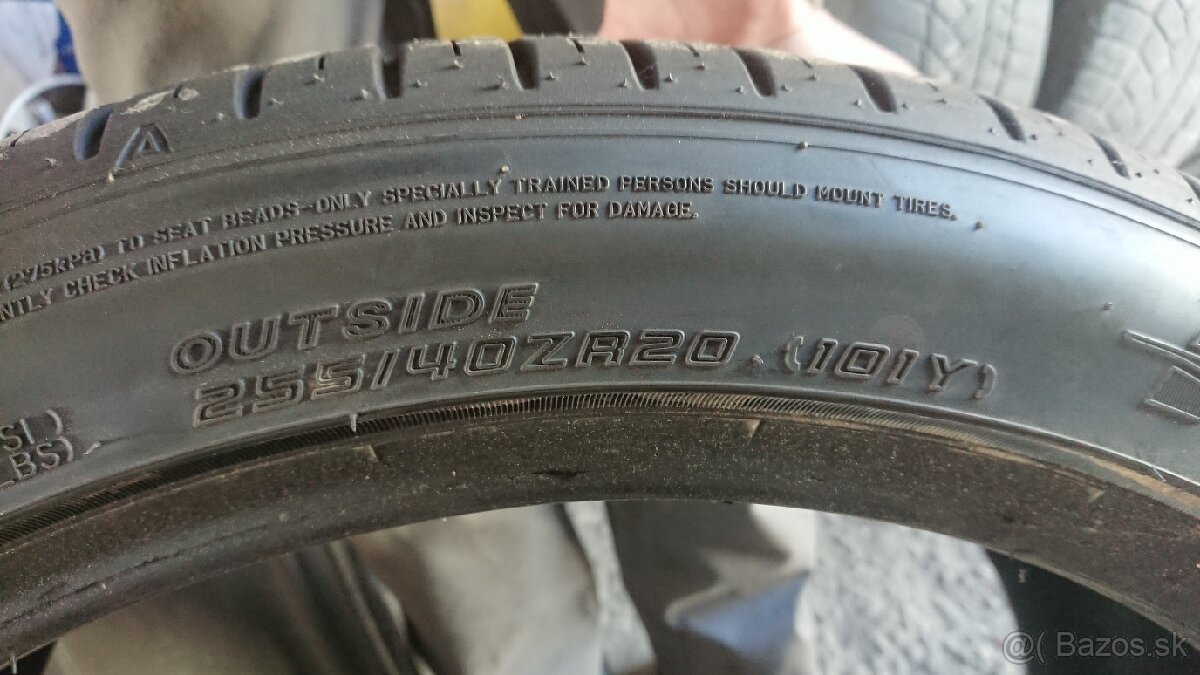 (275kPa) TO SEAT BEADS-ONLY SPECIALLY TRAINED PERSONS SHOULD MOUNT TIRES.
CHECK INFLATION PRESSURE AND INSPECT FOR DAMAGE.
OUTSIDE
255/40ZR20 (101Y)
@( Bazos.sk